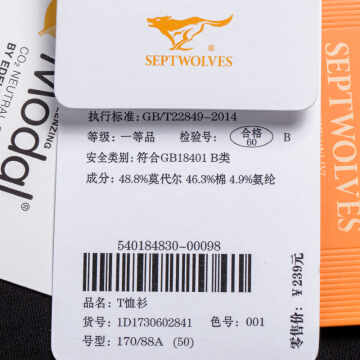 SEPTWOLVES
®
执行标准: GB/T22849-2014
等级: 一等品 检验号: 合格 60 B
安全类别: 符合GB18401 B类
成分: 48.8%莫代尔 46.3%棉 4.9%氨纶
540184830-00098
品名: T恤衫
货号: 1D1730602841 色号: 001
号型: 170/88A (50)
零售价: ¥239元
CO₂ NEUTRAL
BY EDEL
LENZING
Modal
®
SEPTWOLVES